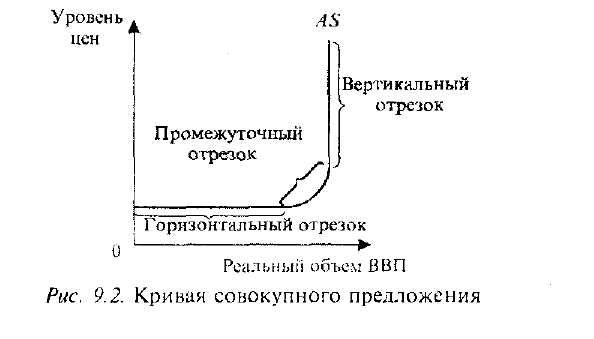 Уровень
цен
AS
Вертикальный
отрезок
Промежуточный
отрезок
Горизонтальный отрезок
0
Реальный объем ВВП
Рис. 9.2. Кривая совокупного предложения